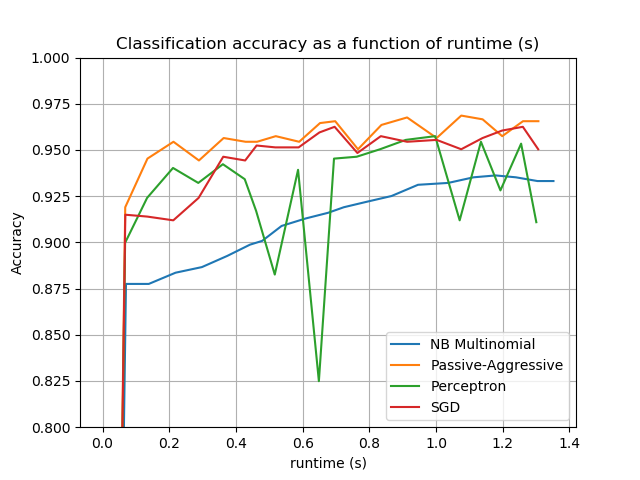 Classification accuracy as a function of runtime (s)
1.000
0.975
0.950
0.925
0.900
0.875
0.850
0.825
0.800
Accuracy
NB Multinomial
Passive-Aggressive
Perceptron
SGD
0.0 0.2 0.4 0.6 0.8 1.0 1.2 1.4
runtime (s)